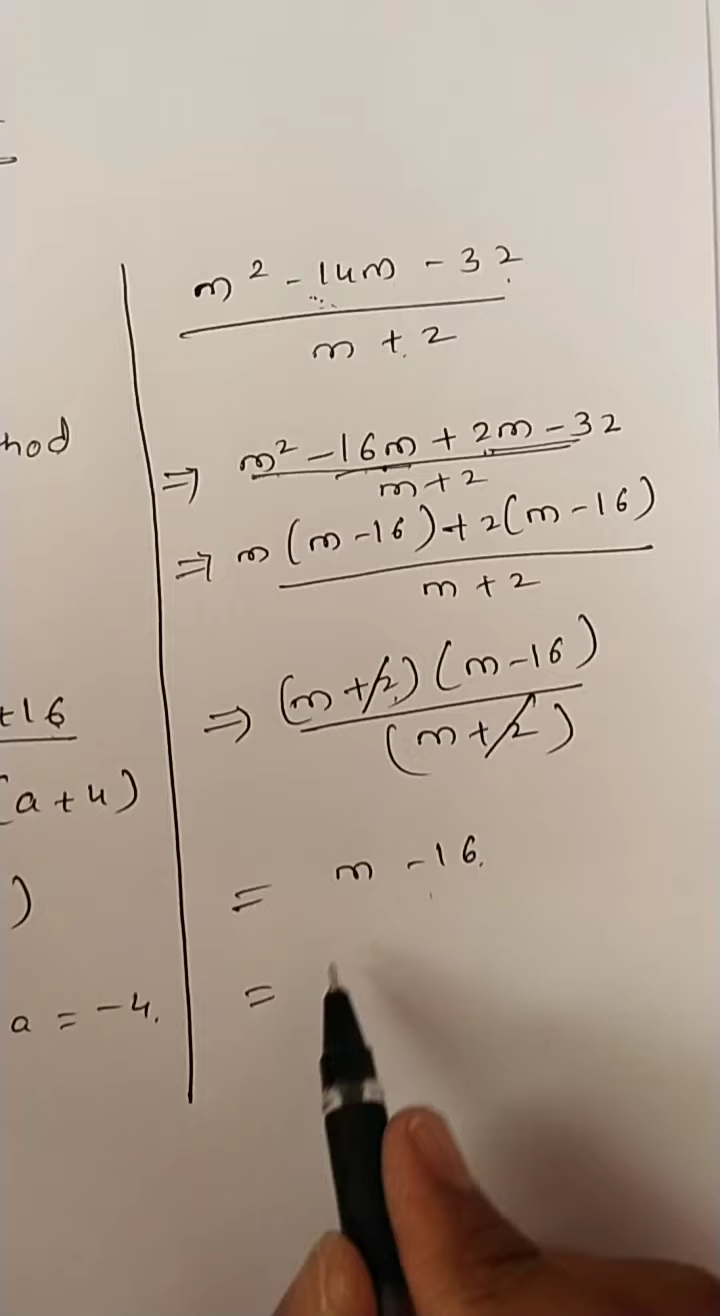 hod
+16
(a+4)
)
a = -4.
m² - 14m - 32
m + 2
⇒ m² - 16m + 2m - 32
m + 2
⇒ m (m - 16) + 2 (m - 16)
m + 2
⇒ (m + 2) (m - 16)
(m + 2)
= m - 16.
=